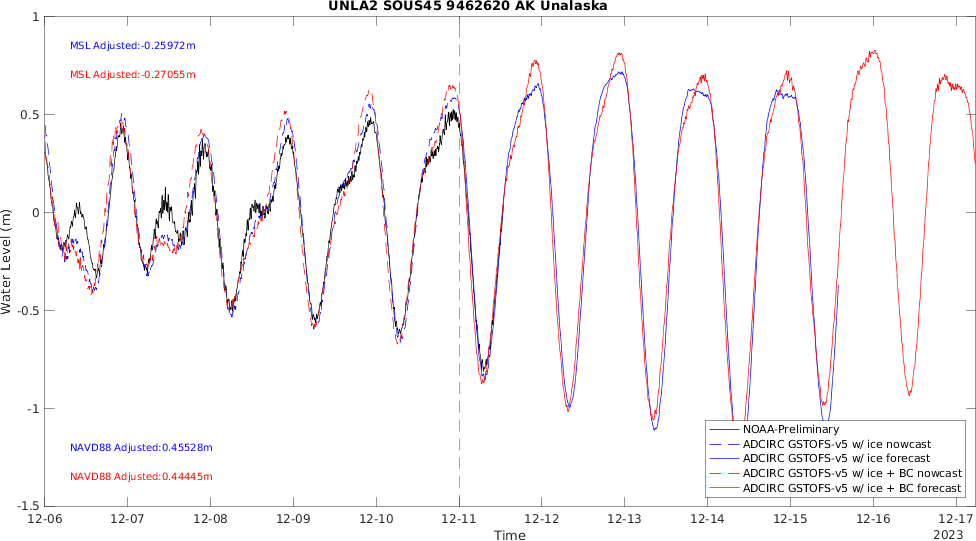 UNLA2 SOUS45 9462620 AK Unalaska
1
0.5
0
-0.5
-1
-1.5
Water Level (m)
MSL Adjusted:-0.25972m
MSL Adjusted:-0.27055m
NAVD88 Adjusted:0.45528m
NAVD88 Adjusted:0.44445m
NOAA-Preliminary
ADCIRC GSTOFS-v5 w/ ice nowcast
ADCIRC GSTOFS-v5 w/ ice forecast
ADCIRC GSTOFS-v5 w/ ice + BC nowcast
ADCIRC GSTOFS-v5 w/ ice + BC forecast
12-06 12-07 12-08 12-09 12-10 12-11 12-12 12-13 12-14 12-15 12-16 12-17
Time
2023